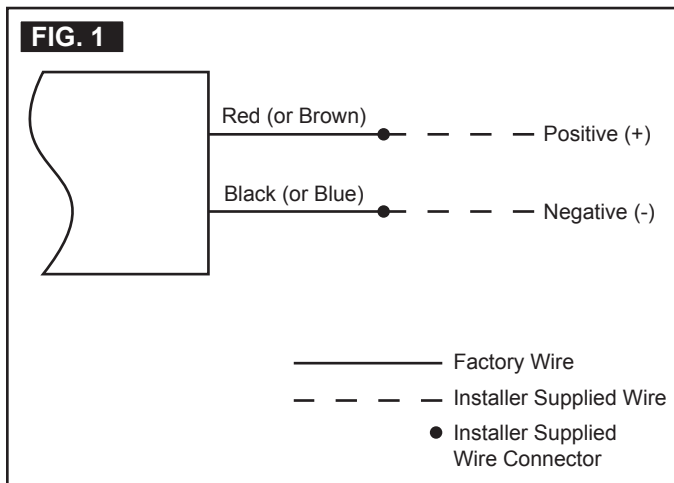 FIG. 1
Red (or Brown)
Positive (+)
Black (or Blue)
Negative (-)
Factory Wire
Installer Supplied Wire
Installer Supplied
Wire Connector